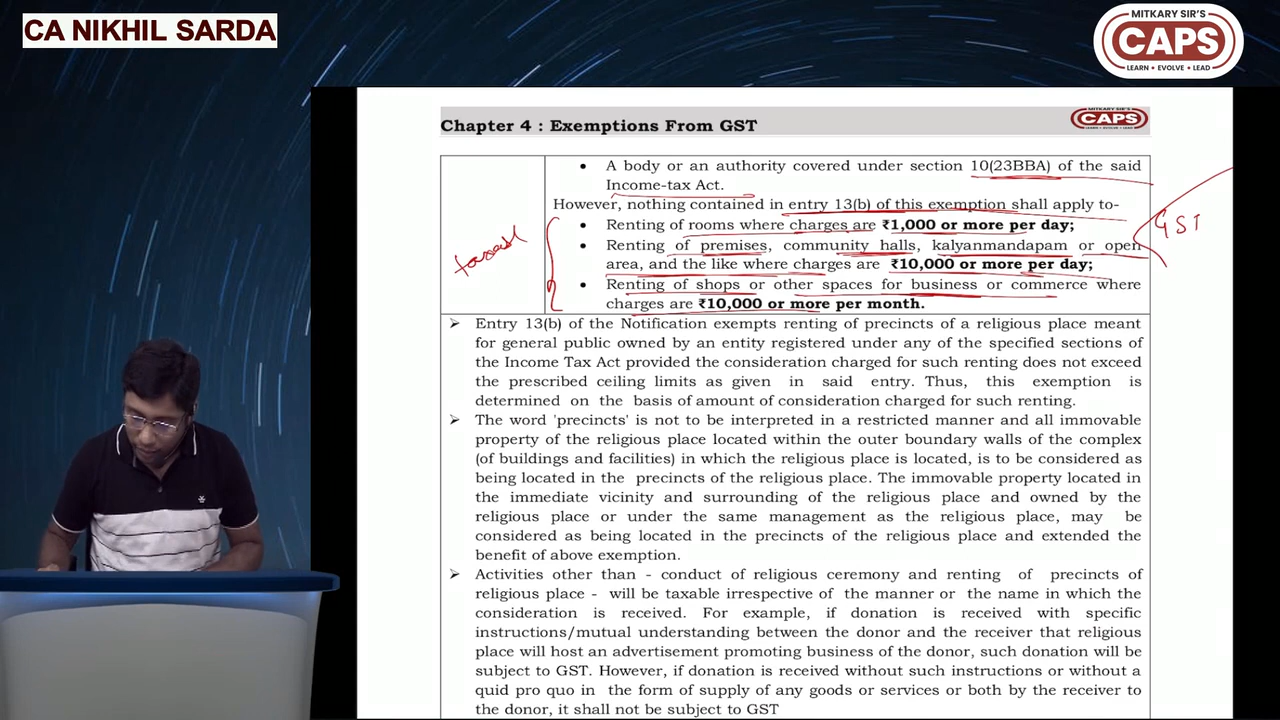 CA NIKHIL SARDA
MITKARY SIR'S
CAPS
LEARN • EVOLVE • LEAD
Chapter 4 : Exemptions From GST
MITKARY SIR'S
CAPS
LEARN • EVOLVE • LEAD
• A body or an authority covered under section 10(23BBA) of the said
Income-tax Act.
However, nothing contained in entry 13(b) of this exemption shall apply to-
• Renting of rooms where charges are ₹1,000 or more per day;
• Renting of premises, community halls, kalyanmandapam or open
area, and the like where charges are ₹10,000 or more per day;
• Renting of shops or other spaces for business or commerce where
charges are ₹10,000 or more per month.
GST
➢ Entry 13(b) of the Notification exempts renting of precincts of a religious place meant
for general public owned by an entity registered under any of the specified sections of
the Income Tax Act provided the consideration charged for such renting does not exceed
the prescribed ceiling limits as given in said entry. Thus, this exemption is
determined on the basis of amount of consideration charged for such renting.
➢ The word 'precincts' is not to be interpreted in a restricted manner and all immovable
property of the religious place located within the outer boundary walls of the complex
(of buildings and facilities) in which the religious place is located, is to be considered as
being located in the precincts of the religious place. The immovable property located in
the immediate vicinity and surrounding of the religious place and owned by the
religious place or under the same management as the religious place, may be
considered as being located in the precincts of the religious place and extended the
benefit of above exemption.
➢ Activities other than - conduct of religious ceremony and renting of precincts of
religious place - will be taxable irrespective of the manner or the name in which the
consideration is received. For example, if donation is received with specific
instructions/mutual understanding between the donor and the receiver that religious
place will host an advertisement promoting business of the donor, such donation will be
subject to GST. However, if donation is received without such instructions or without a
quid pro quo in the form of supply of any goods or services or both by the receiver to
the donor, it shall not be subject to GST